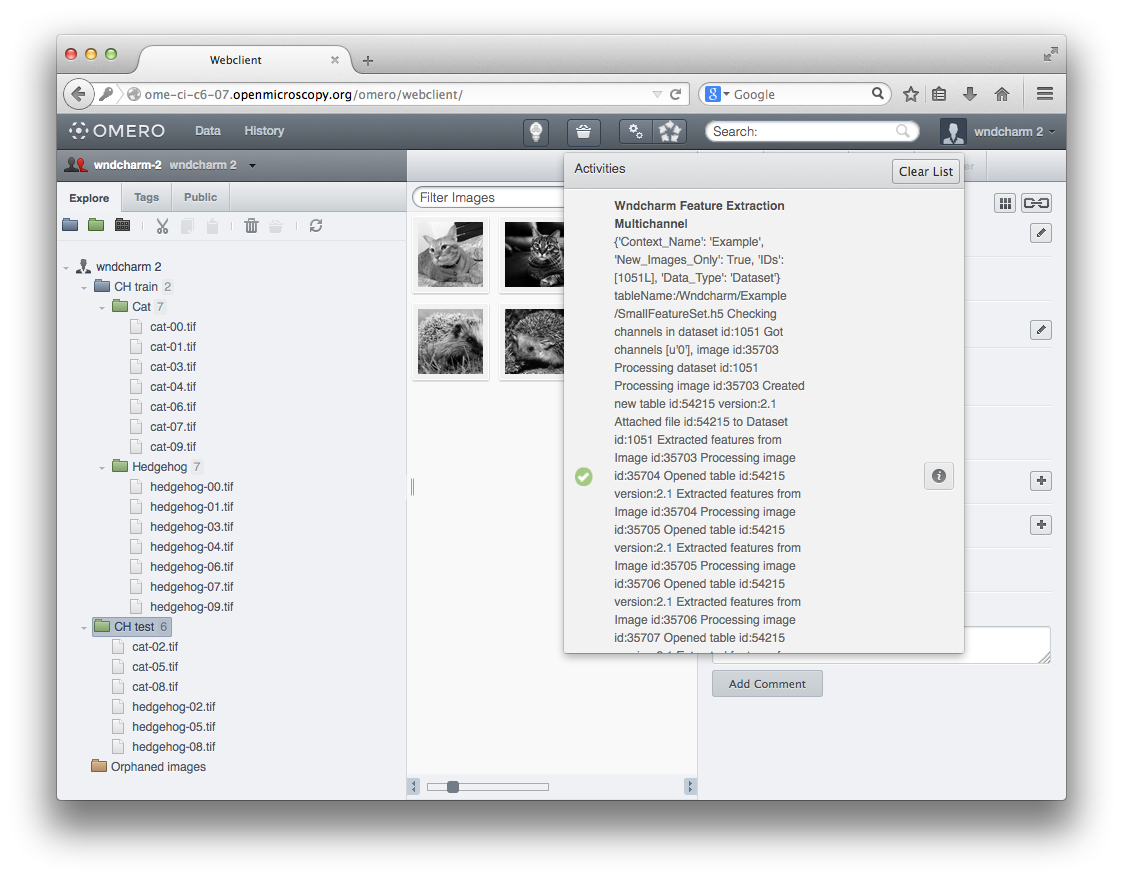 Webclient
ome-ci-c6-07.openmicroscopy.org/omero/webclient/
Google
OMERO Data History
Search:
wndcharm 2
wndcharm-2 wndcharm 2
Explore Tags Public
Filter Images
wndcharm 2
CH train 2
Cat 7
cat-00.tif
cat-01.tif
cat-03.tif
cat-04.tif
cat-06.tif
cat-07.tif
cat-09.tif
Hedgehog 7
hedgehog-00.tif
hedgehog-01.tif
hedgehog-03.tif
hedgehog-04.tif
hedgehog-06.tif
hedgehog-07.tif
hedgehog-09.tif
CH test 6
cat-02.tif
cat-05.tif
cat-08.tif
hedgehog-02.tif
hedgehog-05.tif
hedgehog-08.tif
Orphaned images
Activities
Clear List
Wndcharm Feature Extraction
Multichannel
{'Context_Name': 'Example',
'New_Images_Only': True, 'IDs':
[1051L], 'Data_Type': 'Dataset'}
tableName:/Wndcharm/Example
/SmallFeatureSet.h5 Checking
channels in dataset id:1051 Got
channels [u'0'], image id:35703
Processing dataset id:1051
Processing image id:35703 Created
new table id:54215 version:2.1
Attached file id:54215 to Dataset
id:1051 Extracted features from
Image id:35703 Processing image
id:35704 Opened table id:54215
version:2.1 Extracted features from
Image id:35704 Processing image
id:35705 Opened table id:54215
version:2.1 Extracted features from
Image id:35705 Processing image
id:35706 Opened table id:54215
version:2.1 Extracted features from
Image id:35706 Processing image
id:35707 Opened table id:54215
Add Comment